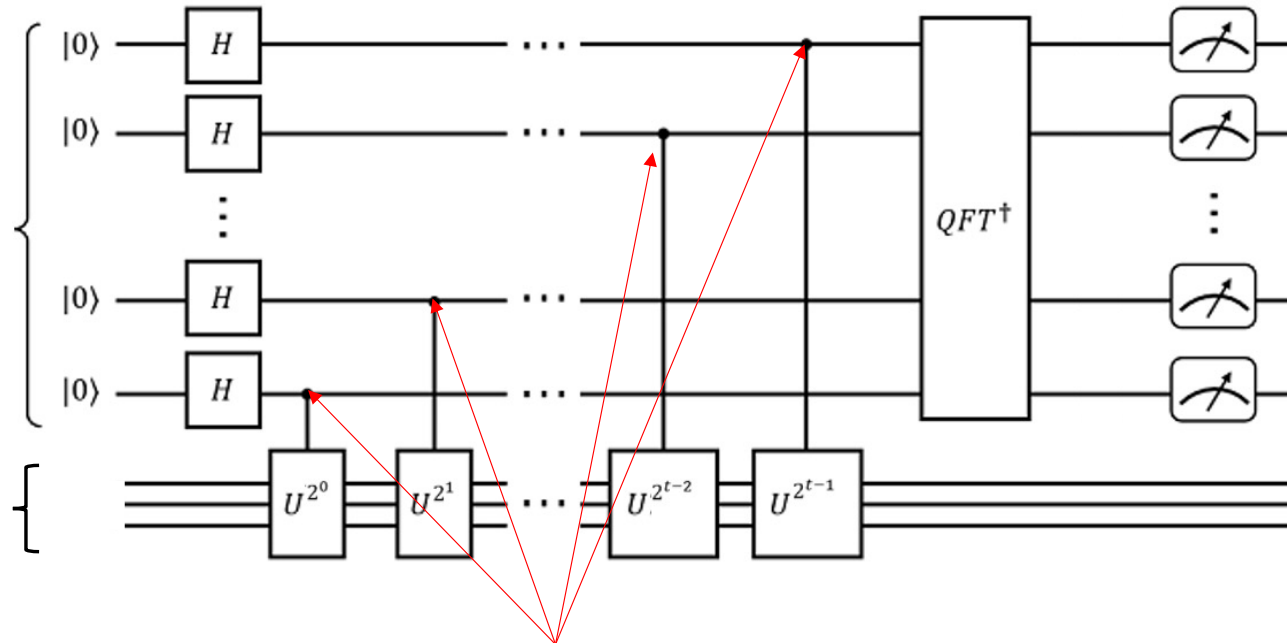 |0⟩ H ···
|0⟩ H ···
⋮ ⋮
|0⟩ H ···
|0⟩ H ···
QFT†
U^{2^0} U^{2^1} ··· U^{2^{t-2}} U^{2^{t-1}}